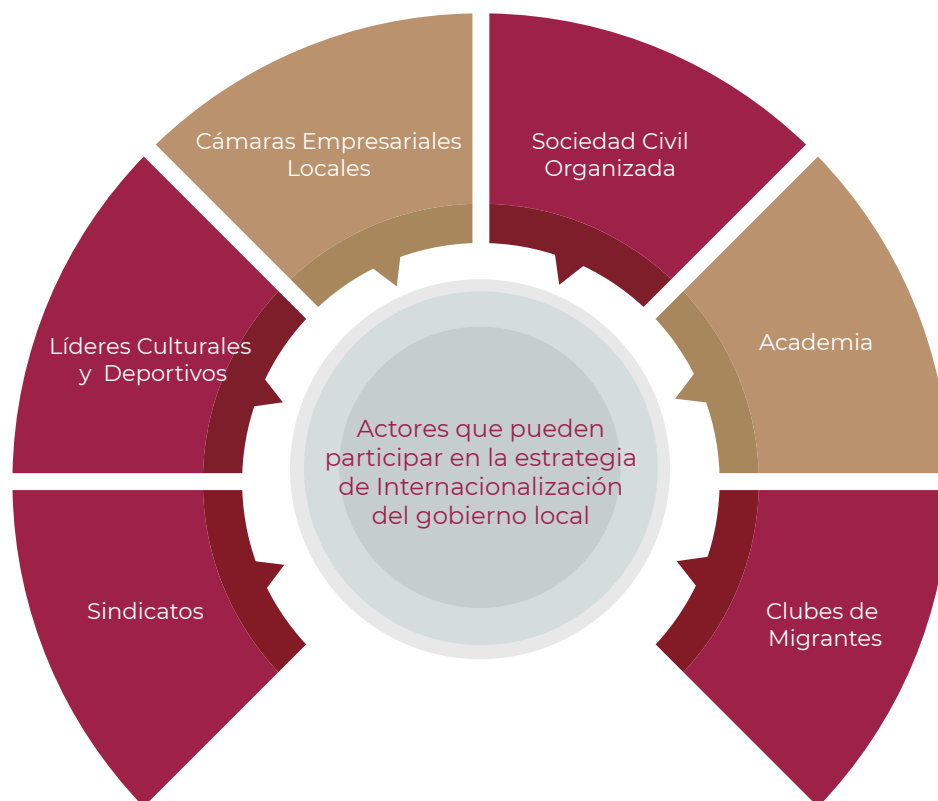 Cámaras Empresariales
Locales
Sociedad Civil
Organizada
Líderes Culturales
y Deportivos
Academia
Actores que pueden
participar en la estrategia
de Internacionalización
del gobierno local
Sindicatos
Clubes de
Migrantes